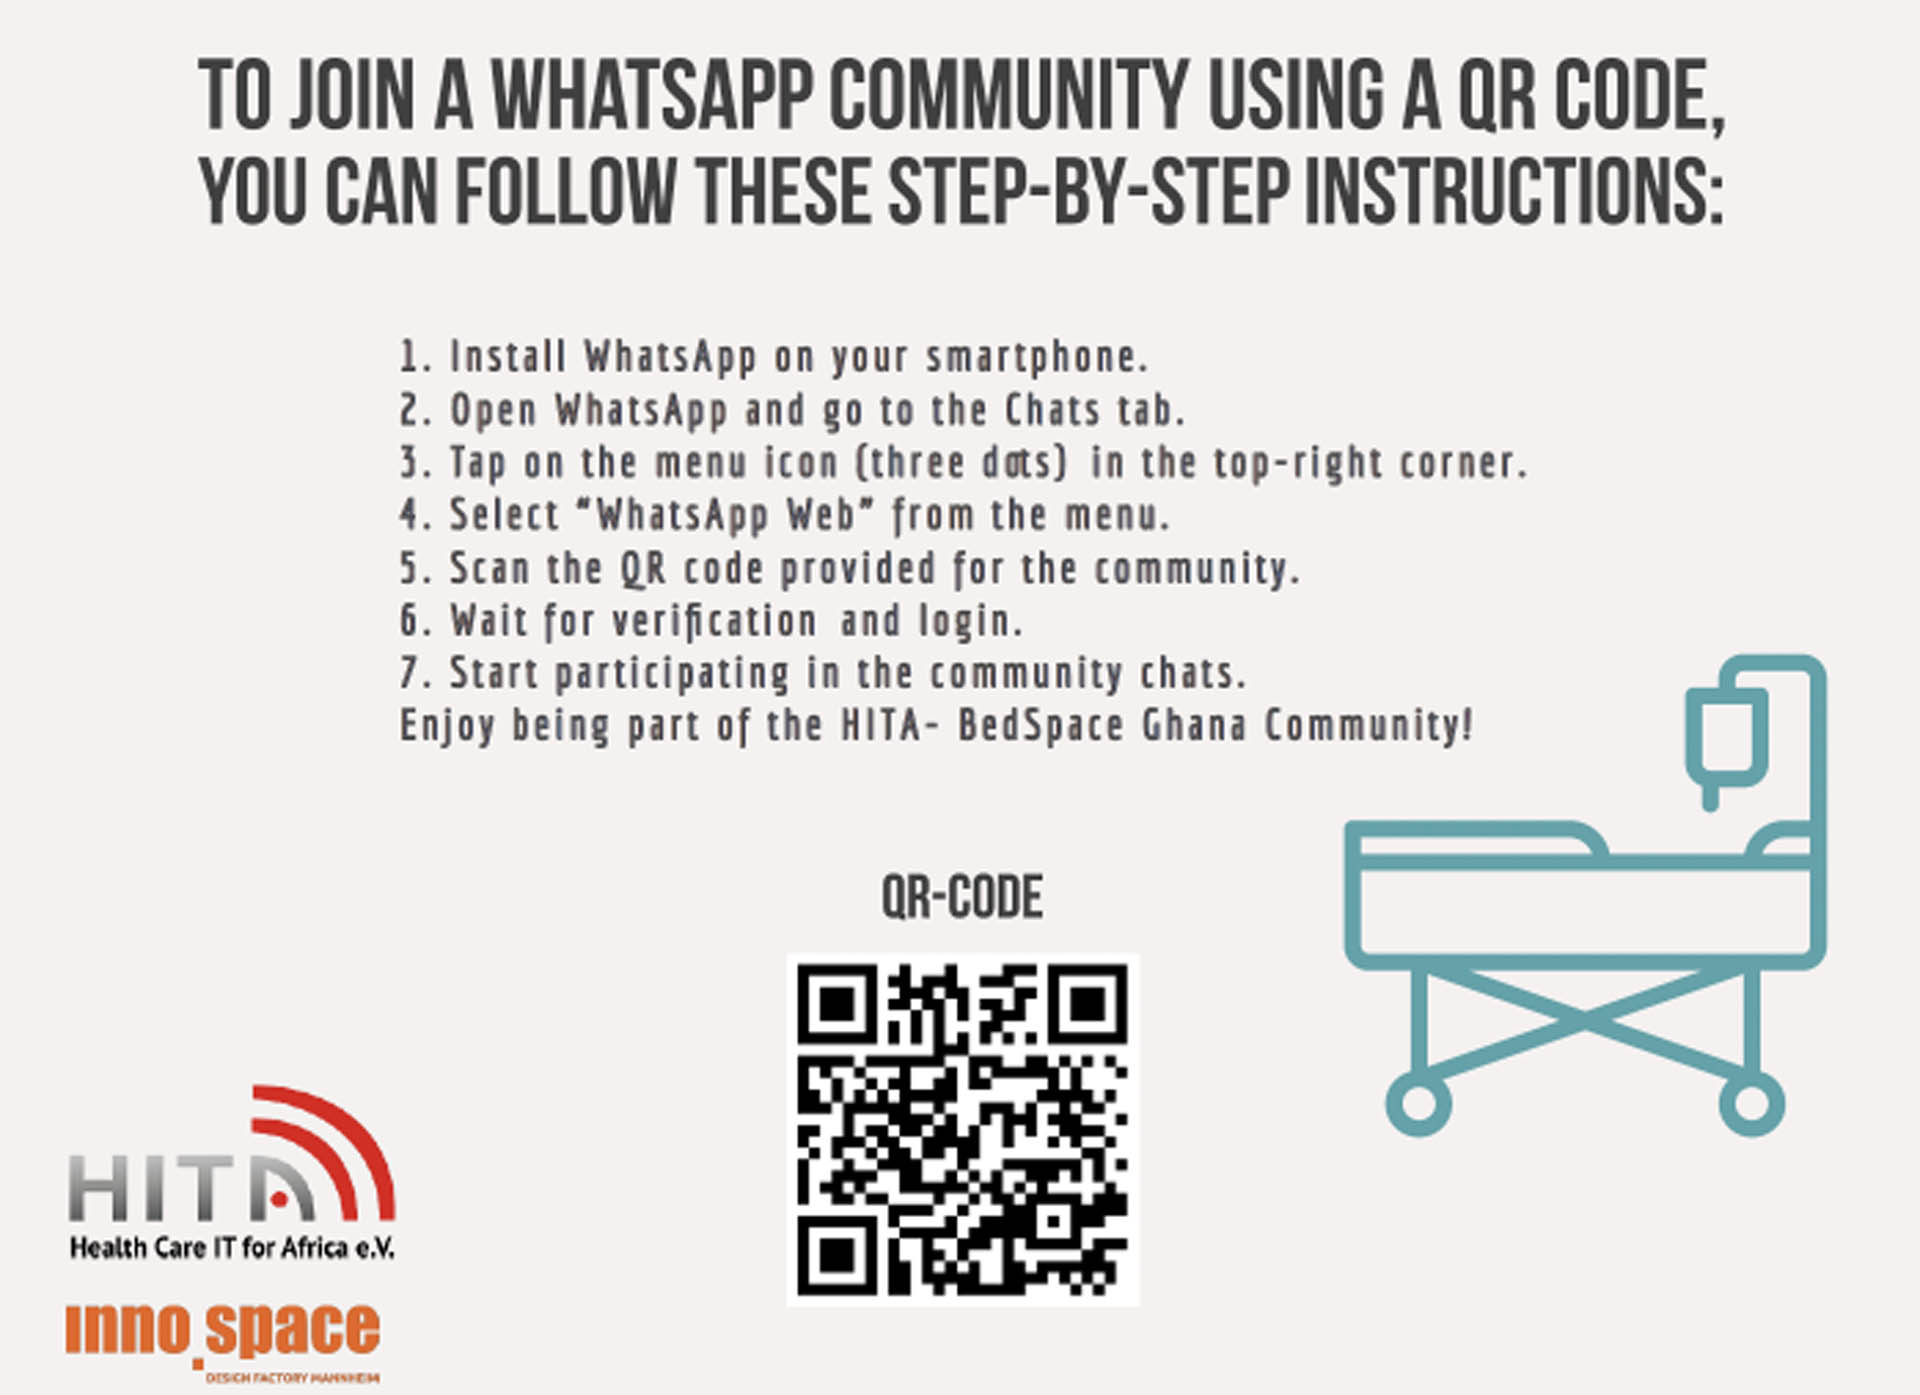 TO JOIN A WHATSAPP COMMUNITY USING A QR CODE,
YOU CAN FOLLOW THESE STEP-BY-STEP INSTRUCTIONS:
1. Install WhatsApp on your smartphone.
2. Open WhatsApp and go to the Chats tab.
3. Tap on the menu icon (three dots) in the top-right corner.
4. Select “WhatsApp Web” from the menu.
5. Scan the QR code provided for the community.
6. Wait for verification and login.
7. Start participating in the community chats.
Enjoy being part of the HITA- BedSpace Ghana Community!
QR-CODE
HITA
Health Care IT for Africa e.V.
inno.space
DESIGN FACTORY MANNHEIM